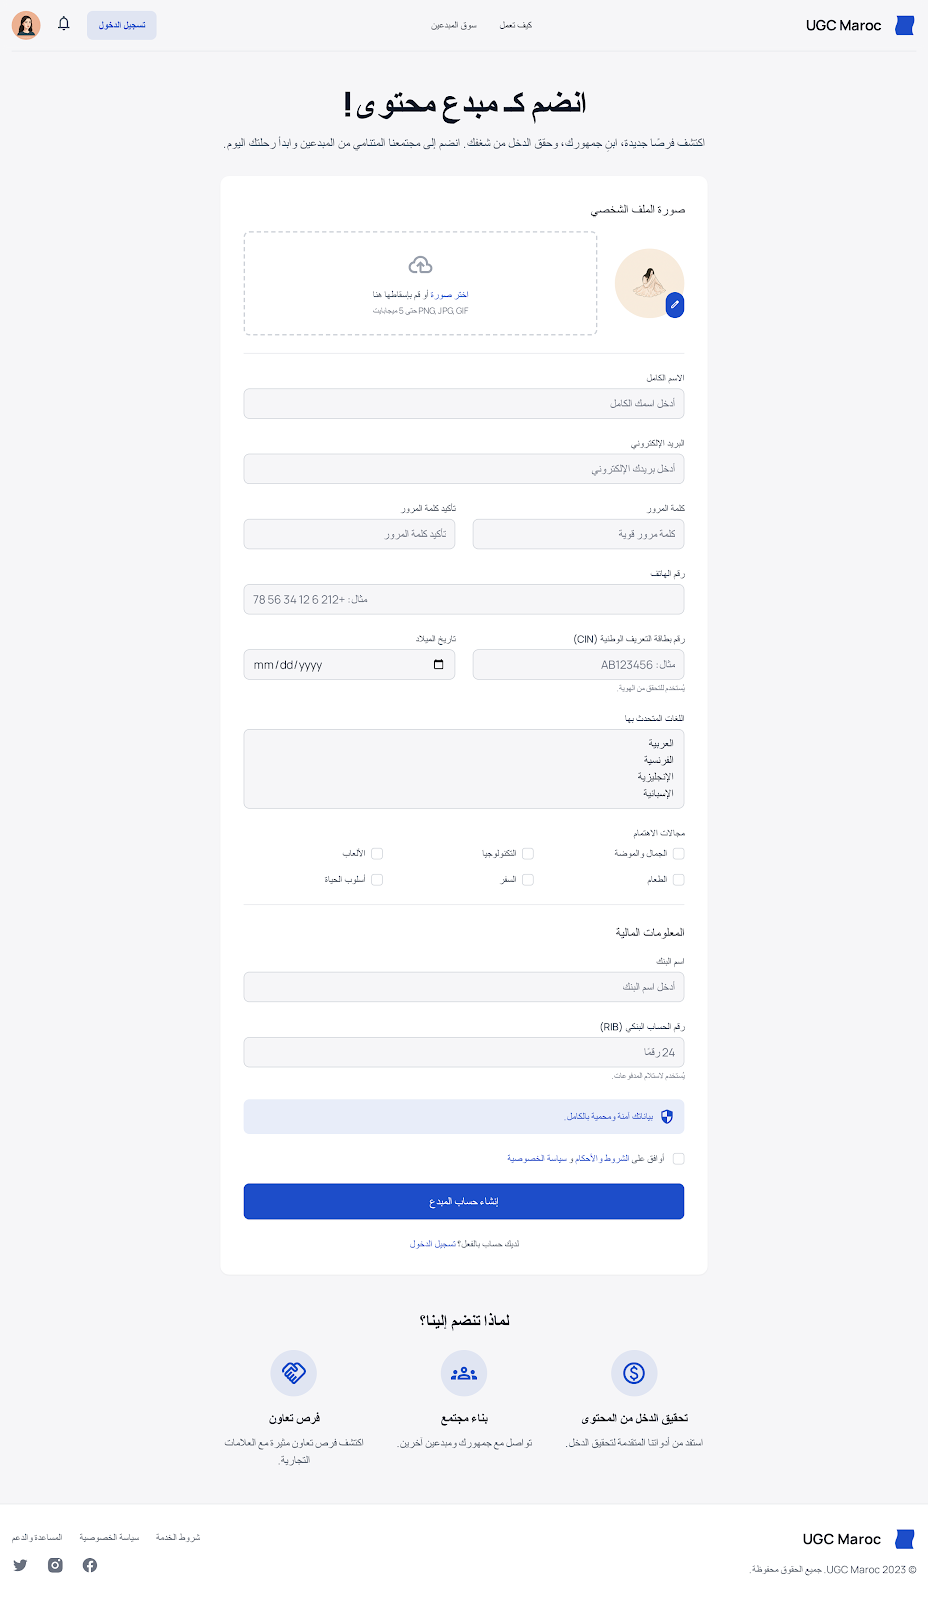 UGC Maroc
كيف تعمل
سوق المبدعين
تسجيل الدخول
انضم كـ مبدع محتوى!
اكتشف فرصًا جديدة، ابنِ جمهورك، وحقق الدخل من شغفك. انضم إلى مجتمعنا المتنامي من المبدعين وابدأ رحلتك اليوم.
صورة الملف الشخصي
اختر صورة أو قم بإسقاطها هنا
PNG, JPG, GIF حتى 5 ميجابايت
الاسم الكامل
أدخل اسمك الكامل
البريد الإلكتروني
أدخل بريدك الإلكتروني
كلمة المرور
كلمة مرور قوية
تأكيد كلمة المرور
تأكيد كلمة المرور
رقم الهاتف
مثال: +212 6 12 34 56 78
رقم بطاقة التعريف الوطنية (CIN)
مثال: AB123456
يُستخدم للتحقق من الهوية.
تاريخ الميلاد
mm/dd/yyyy
اللغات المتحدث بها
العربية
الفرنسية
الإنجليزية
الإسبانية
مجالات الاهتمام
الجمال والموضة
التكنولوجيا
الألعاب
الطعام
السفر
أسلوب الحياة
المعلومات المالية
اسم البنك
أدخل اسم البنك
رقم الحساب البنكي (RIB)
24 رقمًا
يُستخدم لاستلام المدفوعات.
بياناتك آمنة ومحمية بالكامل.
أوافق على الشروط والأحكام و سياسة الخصوصية
إنشاء حساب المبدع
لديك حساب بالفعل؟ تسجيل الدخول
لماذا تنضم إلينا؟
تحقيق الدخل من المحتوى
استفد من أدواتنا المتقدمة لتحقيق الدخل.
بناء مجتمع
تواصل مع جمهورك ومبدعين آخرين.
فرص تعاون
اكتشف فرص تعاون مثيرة مع العلامات
التجارية.
UGC Maroc
© 2023 UGC Maroc. جميع الحقوق محفوظة.
شروط الخدمة
سياسة الخصوصية
المساعدة والدعم